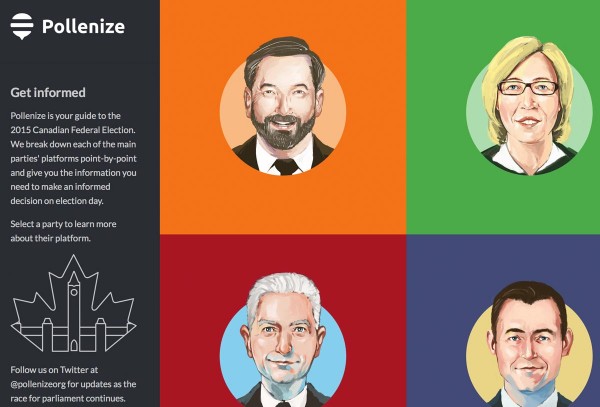 Pollenize
Get informed
Pollenize is your guide to the
2015 Canadian Federal Election.
We break down each of the main
parties' platforms point-by-point
and give you the information you
need to make an informed
decision on election day.
Select a party to learn more
about their platform.
Follow us on Twitter at
@pollenizeorg for updates as the
race for parliament continues.